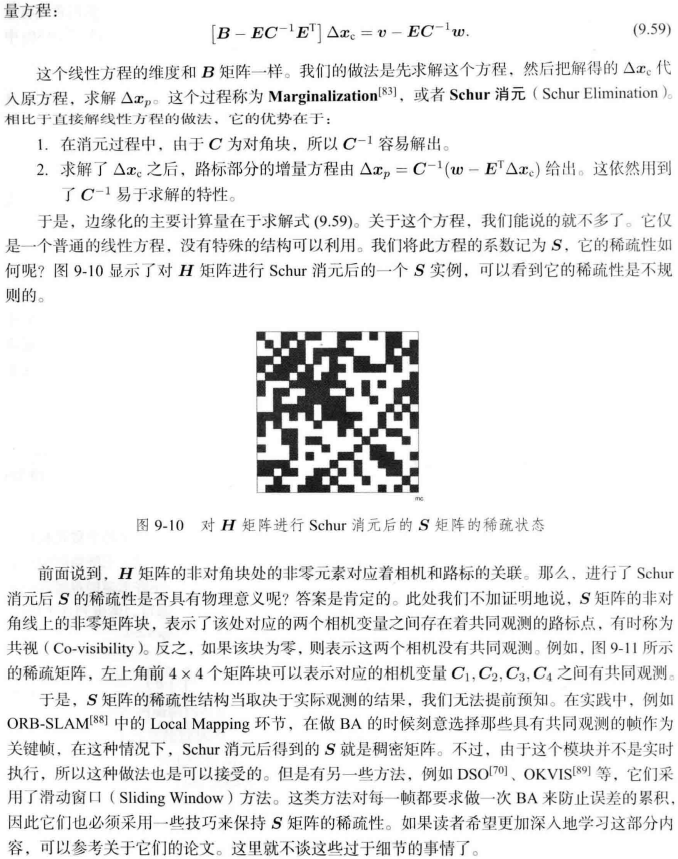 量方程：
[B − EC⁻¹Eᵀ] Δx_c = v − EC⁻¹w. (9.59)
这个线性方程的维度和 B 矩阵一样。我们的做法是先求解这个方程，然后把解得的 Δx_c 代
入原方程，求解 Δx_p。这个过程称为 Marginalization[83]，或者 Schur 消元（Schur Elimination）。
相比于直接解线性方程的做法，它的优势在于：
1. 在消元过程中，由于 C 为对角块，所以 C⁻¹ 容易解出。
2. 求解了 Δx_c 之后，路标部分的增量方程由 Δx_p = C⁻¹(w − EᵀΔx_c) 给出。这依然用到
了 C⁻¹ 易于求解的特性。
于是，边缘化的主要计算量在于求解式 (9.59)。关于这个方程，我们能说的就不多了。它仅
是一个普通的线性方程，没有特殊的结构可以利用。我们将此方程的系数记为 S，它的稀疏性如
何呢？图 9-10 显示了对 H 矩阵进行 Schur 消元后的一个 S 实例，可以看到它的稀疏性是不规
则的。
mc
图 9-10 对 H 矩阵进行 Schur 消元后的 S 矩阵的稀疏状态
前面说到，H 矩阵的非对角块处的非零元素对应着相机和路标的关联。那么，进行了 Schur
消元后 S 的稀疏性是否具有物理意义呢？答案是肯定的。此处我们不加证明地说，S 矩阵的非对
角线上的非零矩阵块，表示了该处对应的两个相机变量之间存在着共同观测的路标点，有时称为
共视（Co-visibility）。反之，如果该块为零，则表示这两个相机没有共同观测。例如，图 9-11 所示
的稀疏矩阵，左上角前 4 × 4 个矩阵块可以表示对应的相机变量 C₁, C₂, C₃, C₄ 之间有共同观测。
于是，S 矩阵的稀疏性结构当取决于实际观测的结果，我们无法提前预知。在实践中，例如
ORB-SLAM[88] 中的 Local Mapping 环节，在做 BA 的时候刻意选择那些具有共同观测的帧作为
关键帧，在这种情况下，Schur 消元后得到的 S 就是稠密矩阵。不过，由于这个模块并不是实时
执行，所以这种做法也是可以接受的。但是有另一些方法，例如 DSO[70]、OKVIS[89] 等，它们采
用了滑动窗口（Sliding Window）方法。这类方法对每一帧都要求做一次 BA 来防止误差的累积，
因此它们也必须采用一些技巧来保持 S 矩阵的稀疏性。如果读者希望更加深入地学习这部分内
容，可以参考关于它们的论文。这里就不谈这些过于细节的事情了。